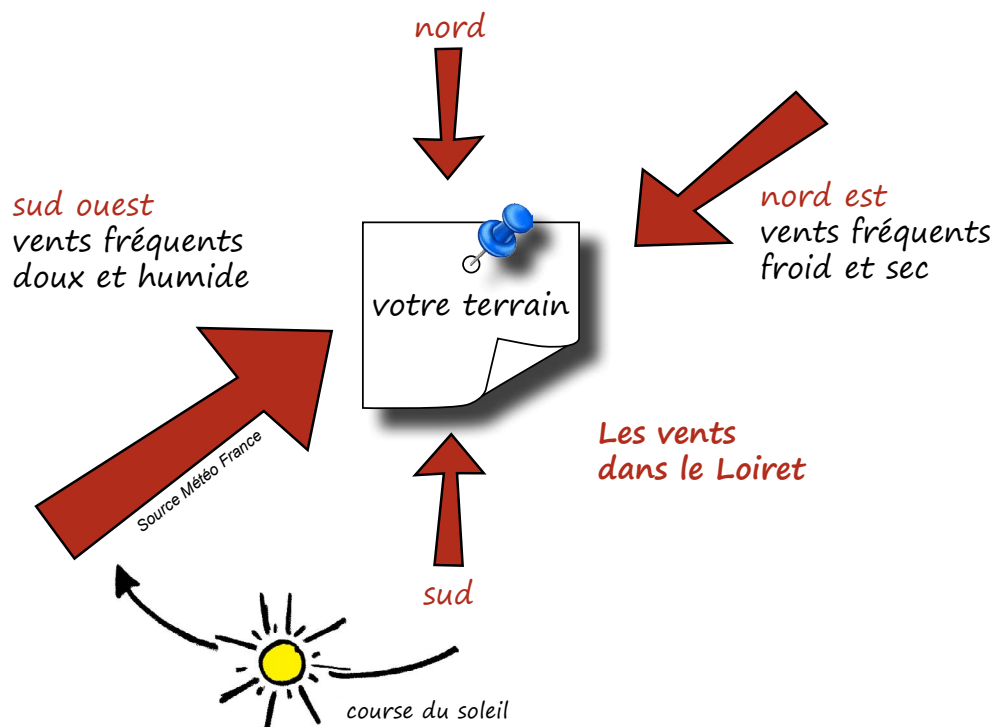 nord
sud ouest
vents fréquents
doux et humide
nord est
vents fréquents
froid et sec
votre terrain
Les vents
dans le Loiret
Source Météo France
sud
course du soleil